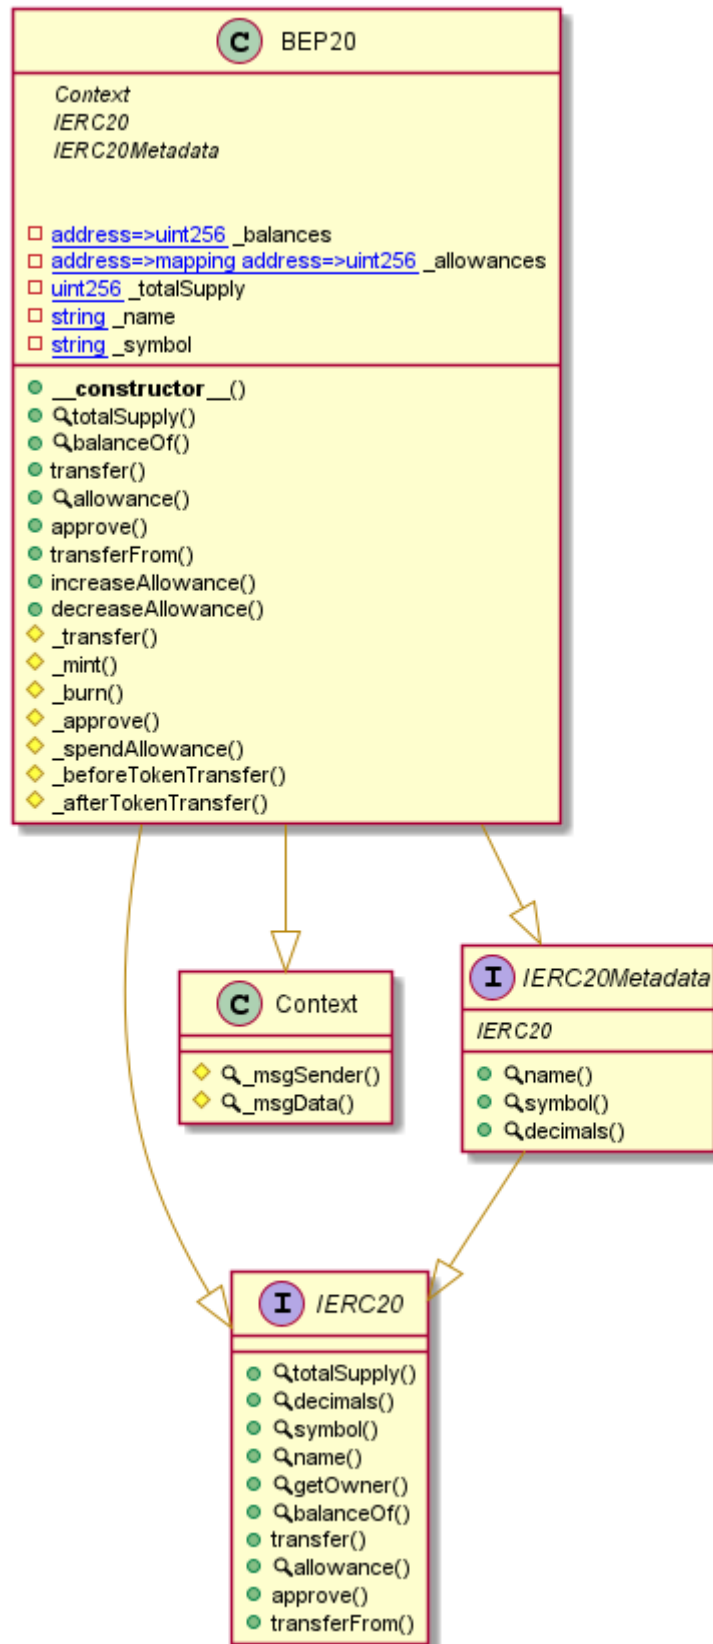 C BEP20
Context
IERC20
IERC20Metadata
address=>uint256 _balances
address=>mapping address=>uint256 _allowances
uint256 _totalSupply
string _name
string _symbol
__constructor__()
totalSupply()
balanceOf()
transfer()
allowance()
approve()
transferFrom()
increaseAllowance()
decreaseAllowance()
_transfer()
_mint()
_burn()
_approve()
_spendAllowance()
_beforeTokenTransfer()
_afterTokenTransfer()
C Context
_msgSender()
_msgData()
I IERC20Metadata
IERC20
name()
symbol()
decimals()
I IERC20
totalSupply()
decimals()
symbol()
name()
getOwner()
balanceOf()
transfer()
allowance()
approve()
transferFrom()